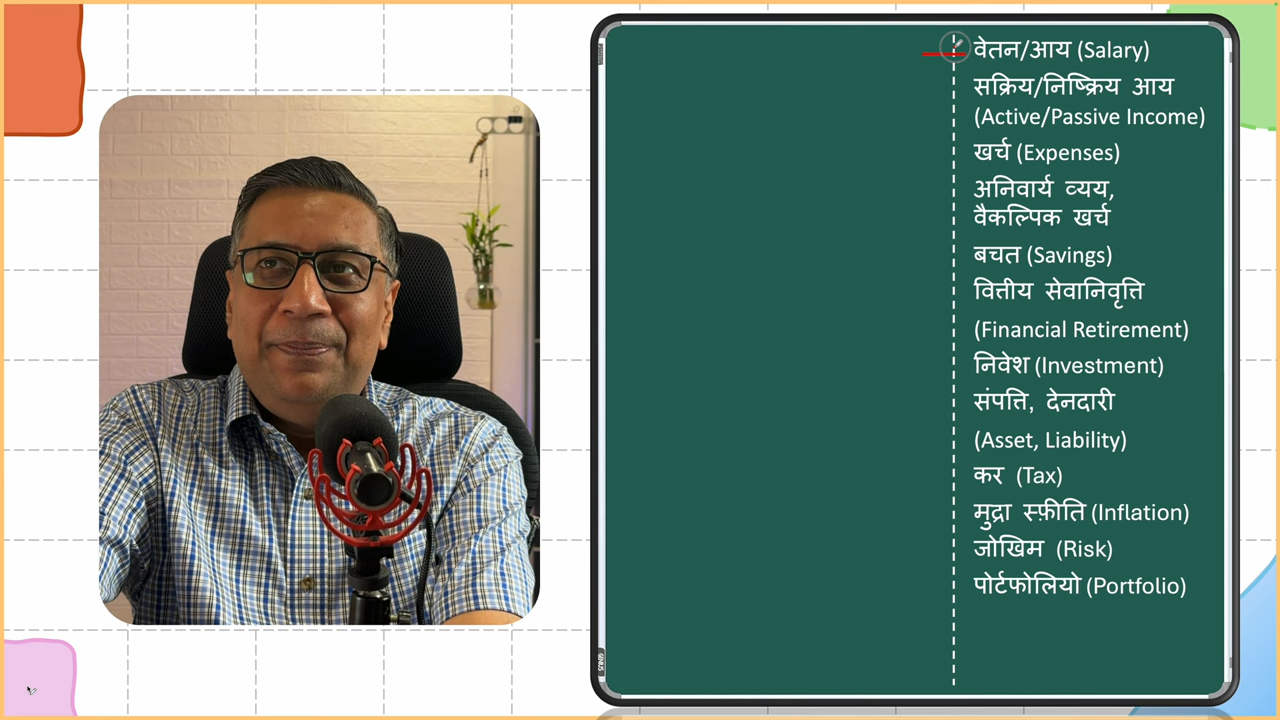 वेतन/आय (Salary)
सक्रिय/निष्क्रिय आय
(Active/Passive Income)
खर्च (Expenses)
अनिवार्य व्यय,
वैकल्पिक खर्च
बचत (Savings)
वित्तीय सेवानिवृत्ति
(Financial Retirement)
निवेश (Investment)
संपत्ति, देनदारी
(Asset, Liability)
कर (Tax)
मुद्रा स्फ़ीति (Inflation)
जोखिम (Risk)
पोर्टफोलियो (Portfolio)